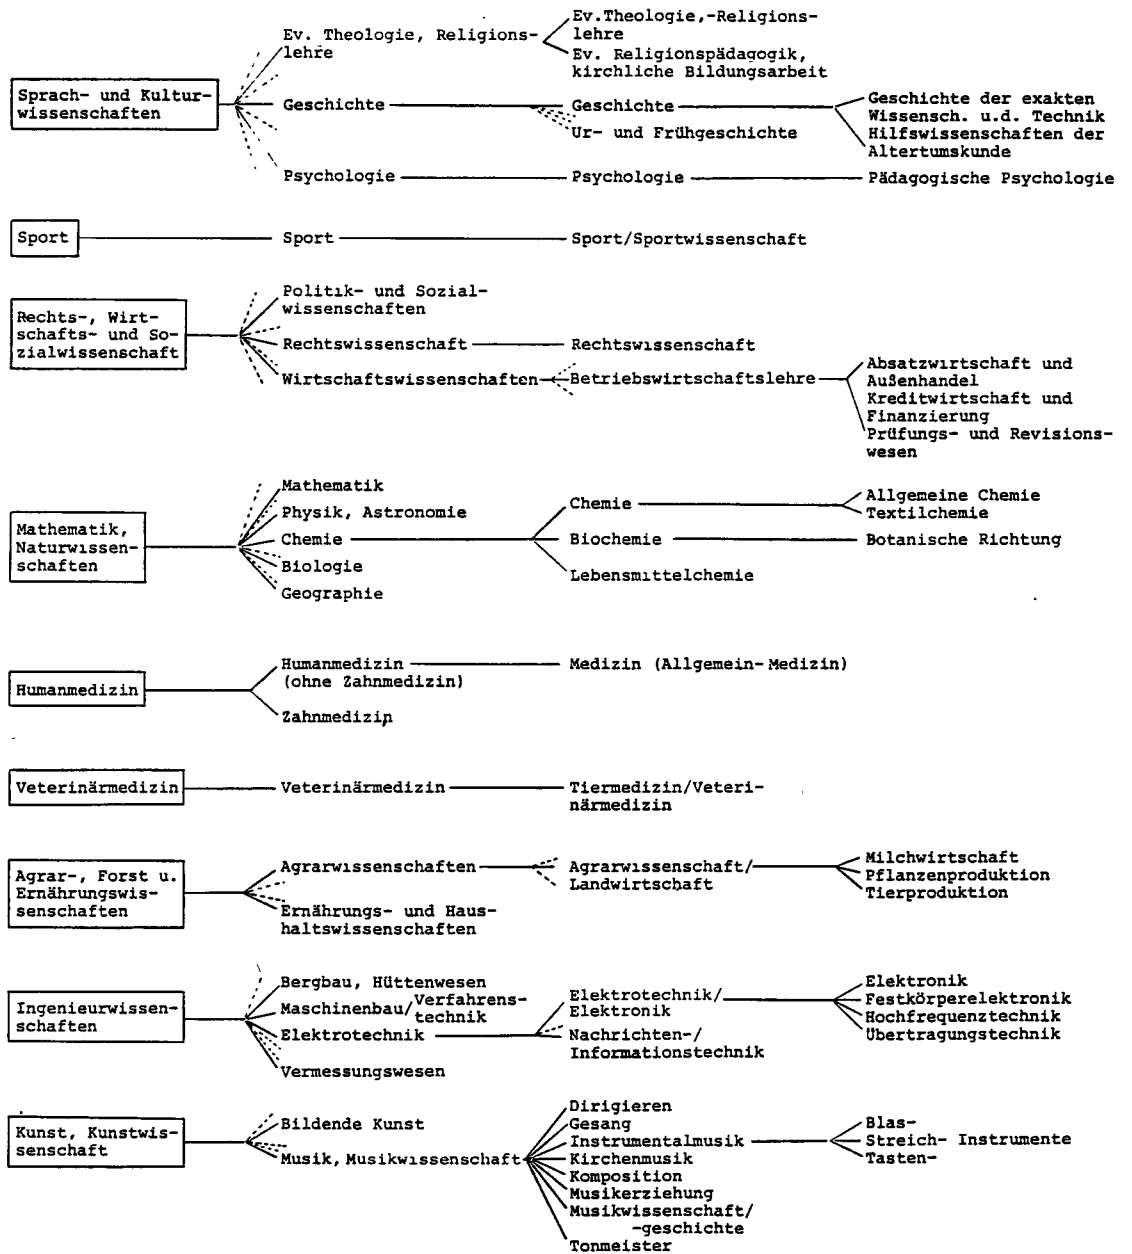 Ev. Theologie, Religions-
lehre
Ev.Theologie,-Religions-
lehre
Ev. Religionspädagogik,
kirchliche Bildungsarbeit
Sprach- und Kultur-
wissenschaften
Geschichte
Geschichte
Geschichte der exakten
Wissensch. u.d. Technik
Hilfswissenschaften der
Altertumskunde
Ur- und Frühgeschichte
Psychologie
Psychologie
Pädagogische Psychologie
Sport
Sport
Sport/Sportwissenschaft
Rechts-, Wirt-
schafts- und So-
zialwissenschaft
Politik- und Sozial-
wissenschaften
Rechtswissenschaft
Rechtswissenschaft
Wirtschaftswissenschaften
Betriebswirtschaftslehre
Absatzwirtschaft und
Außenhandel
Kreditwirtschaft und
Finanzierung
Prüfungs- und Revisions-
wesen
Mathematik,
Naturwissen-
schaften
Mathematik
Physik, Astronomie
Chemie
Biologie
Geographie
Chemie
Allgemeine Chemie
Textilchemie
Biochemie
Botanische Richtung
Lebensmittelchemie
Humanmedizin
Humanmedizin
(ohne Zahnmedizin)
Medizin (Allgemein-Medizin)
Zahnmedizin
Veterinärmedizin
Veterinärmedizin
Tiermedizin/Veteri-
närmedizin
Agrar-, Forst u.
Ernährungswis-
senschaften
Agrarwissenschaften
Agrarwissenschaft/
Landwirtschaft
Milchwirtschaft
Pflanzenproduktion
Tierproduktion
Ernährungs- und Haus-
haltswissenschaften
Ingenieurwissen-
schaften
Bergbau, Hüttenwesen
Maschinenbau/Verfahrens-
technik
Elektrotechnik
Vermessungswesen
Elektrotechnik/
Elektronik
Nachrichten-/
Informationstechnik
Elektronik
Festkörperelektronik
Hochfrequenztechnik
Übertragungstechnik
Kunst, Kunstwis-
senschaft
Bildende Kunst
Musik, Musikwissenschaft
Dirigieren
Gesang
Instrumentalmusik
Kirchenmusik
Komposition
Musikerziehung
Musikwissenschaft/
-geschichte
Tonmeister
Blas-
Streich- Instrumente
Tasten-